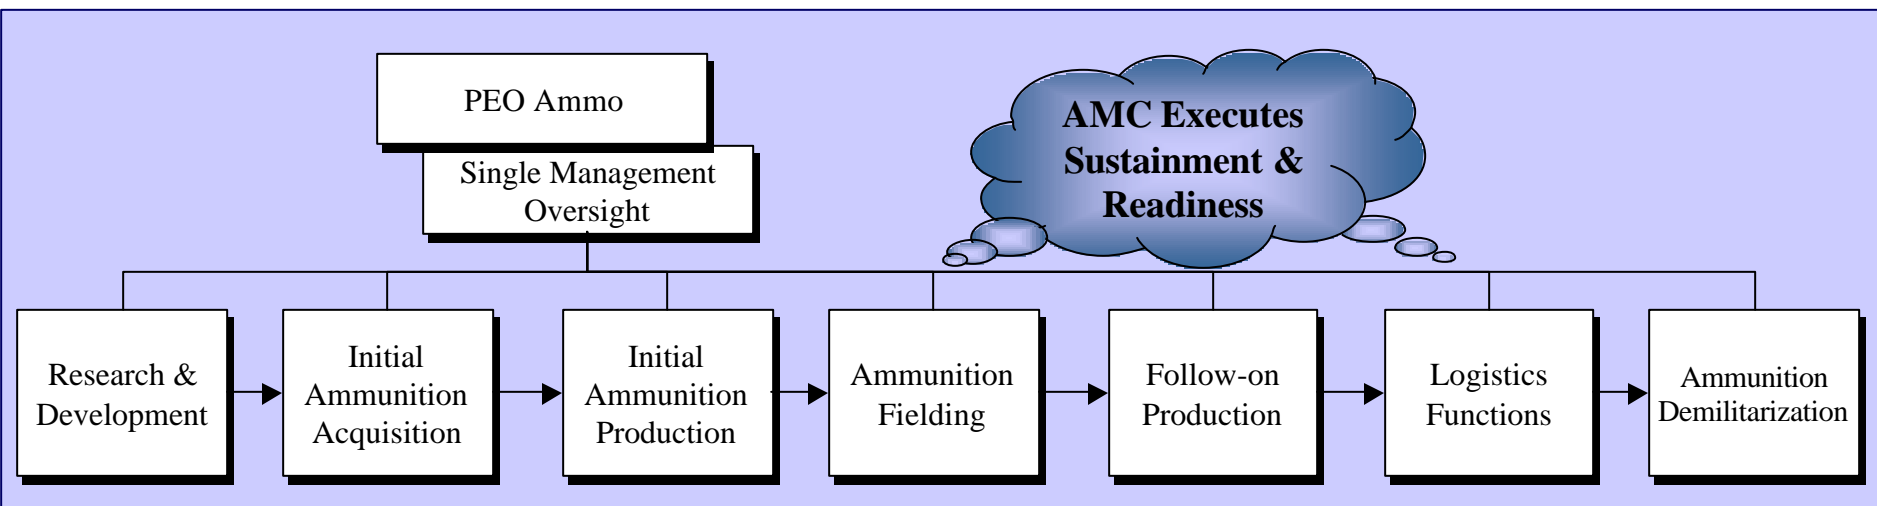 PEO Ammo
Single Management
Oversight
AMC Executes
Sustainment &
Readiness
Research &
Development
Initial
Ammunition
Acquisition
Initial
Ammunition
Production
Ammunition
Fielding
Follow-on
Production
Logistics
Functions
Ammunition
Demilitarization